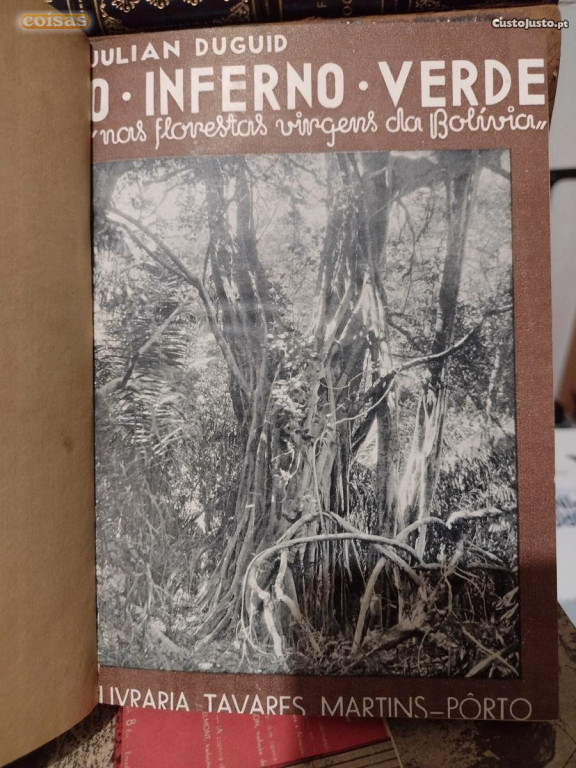 coisas
CustoJusto.pt
JULIAN DUGUID
O · INFERNO · VERDE
"nas florestas virgens da Bolívia"
LIVRARIA TAVARES MARTINS—PÔRTO